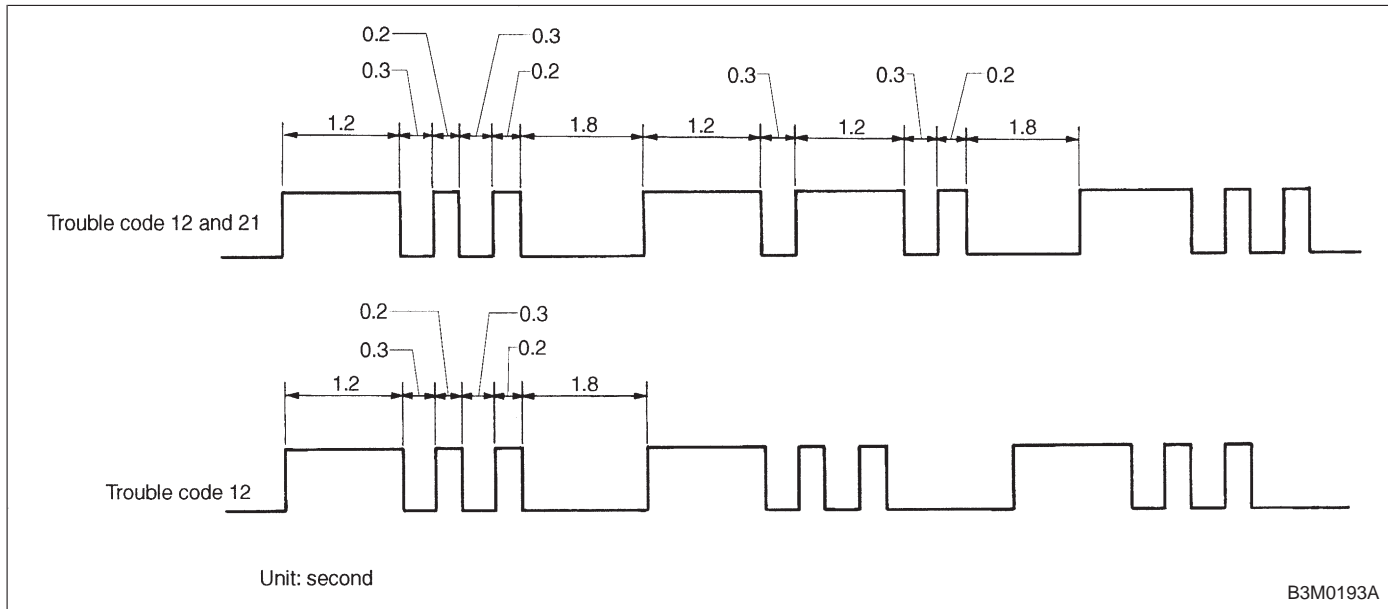 0.2 0.3
0.3 0.2 0.3 0.3 0.2
1.2 1.8 1.2 1.2 1.8
Trouble code 12 and 21
0.2 0.3
0.3 0.2
1.2 1.8
Trouble code 12
Unit: second
B3M0193A